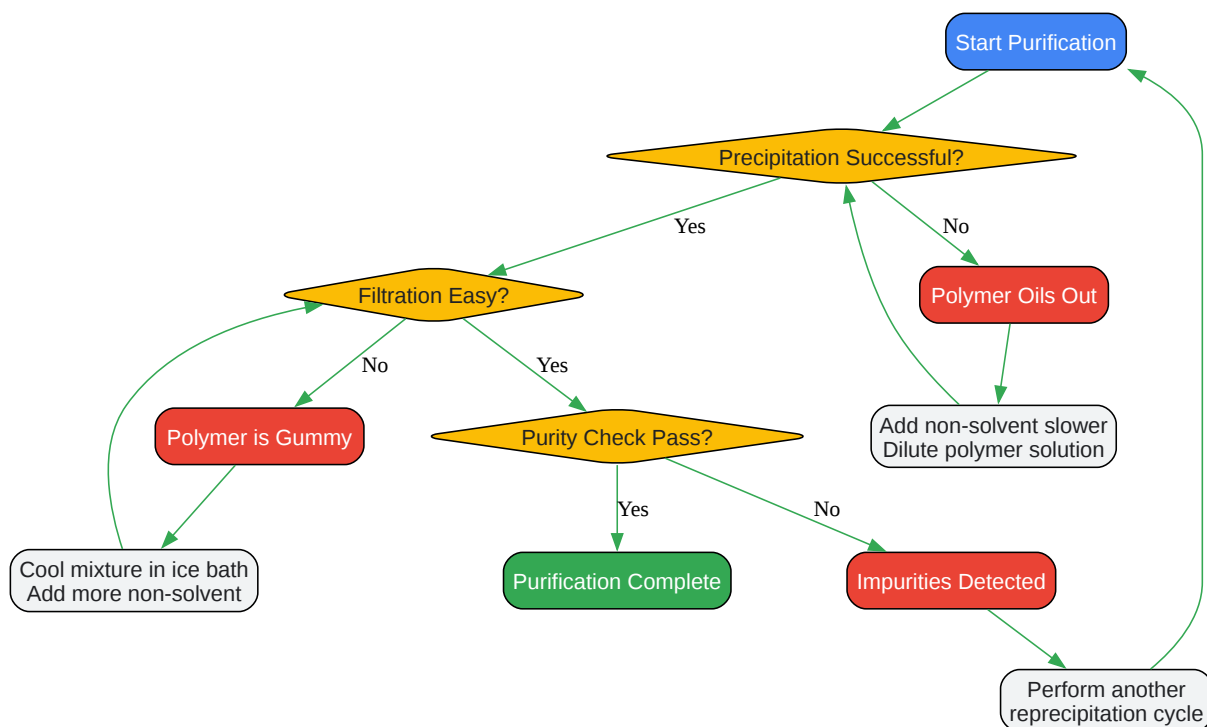 Start Purification
Precipitation Successful?
Yes
No
Filtration Easy?
Polymer Oils Out
No
Yes
Polymer is Gummy
Purity Check Pass?
Add non-solvent slower
Dilute polymer solution
Yes
No
Cool mixture in ice bath
Add more non-solvent
Purification Complete
Impurities Detected
Perform another
reprecipitation cycle